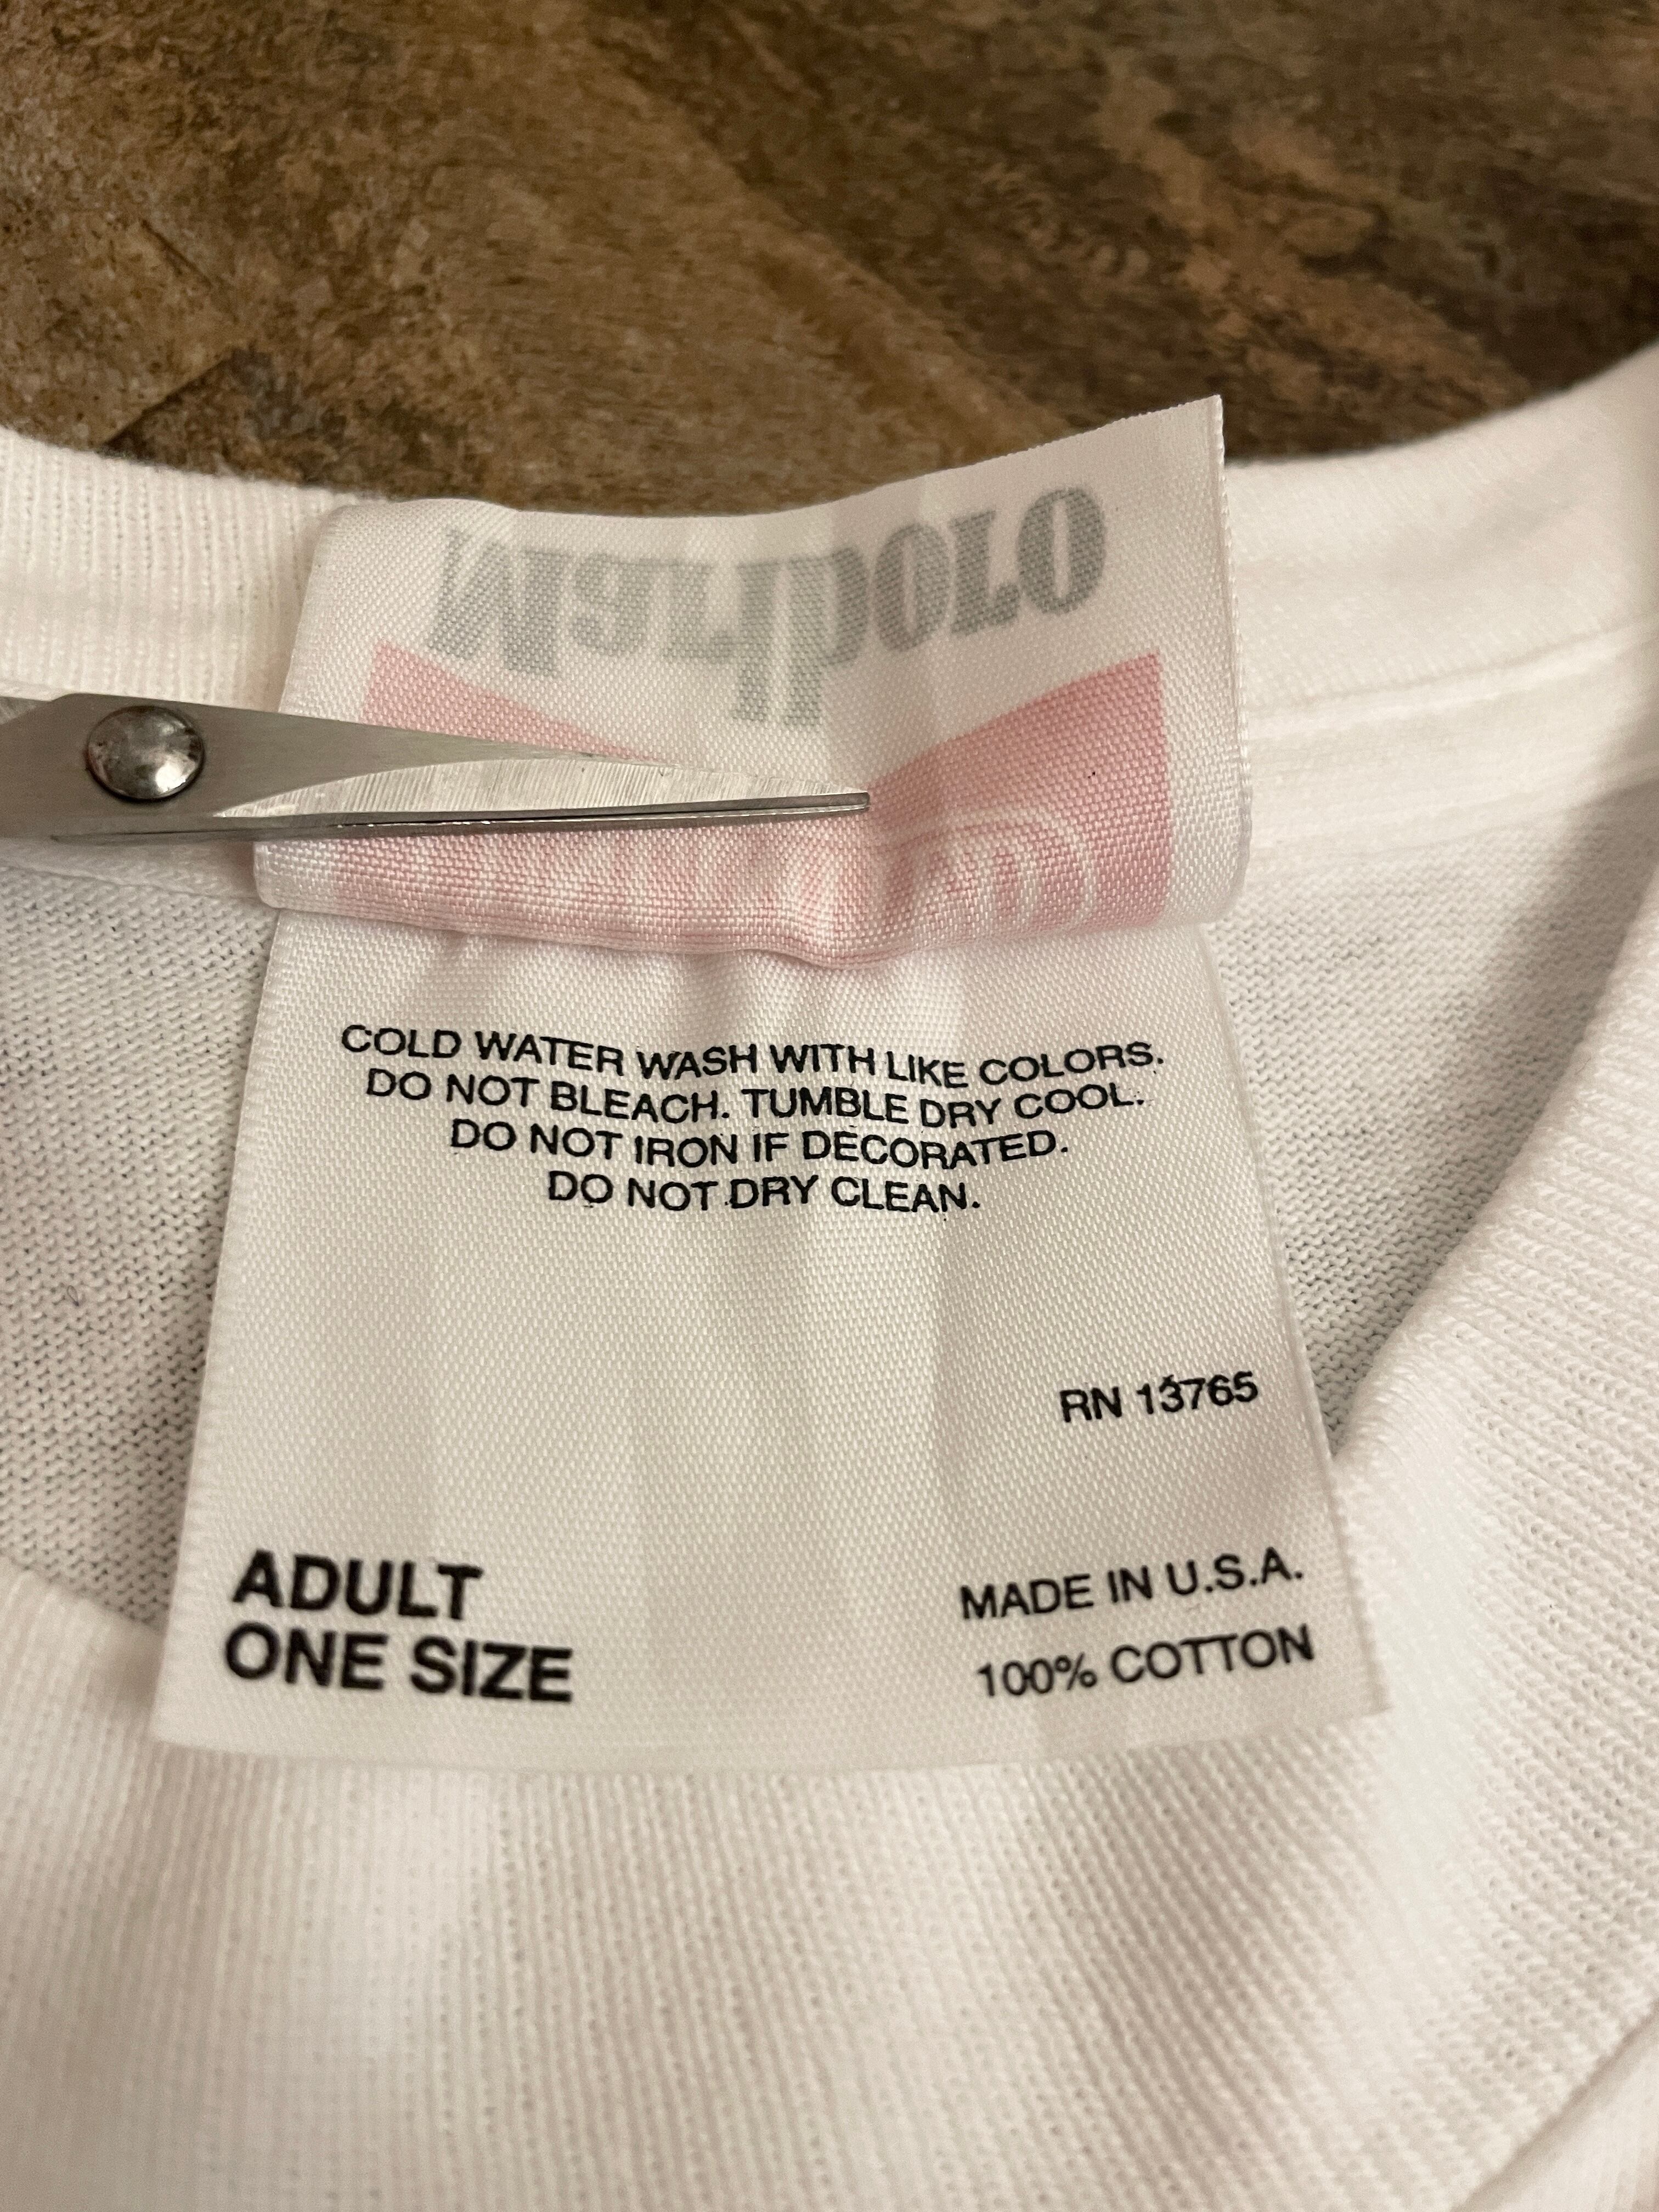 Marlboro
COLD WATER WASH WITH LIKE COLORS.
DO NOT BLEACH. TUMBLE DRY COOL.
DO NOT IRON IF DECORATED.
DO NOT DRY CLEAN.
RN 13765
ADULT
ONE SIZE
MADE IN U.S.A.
100% COTTON